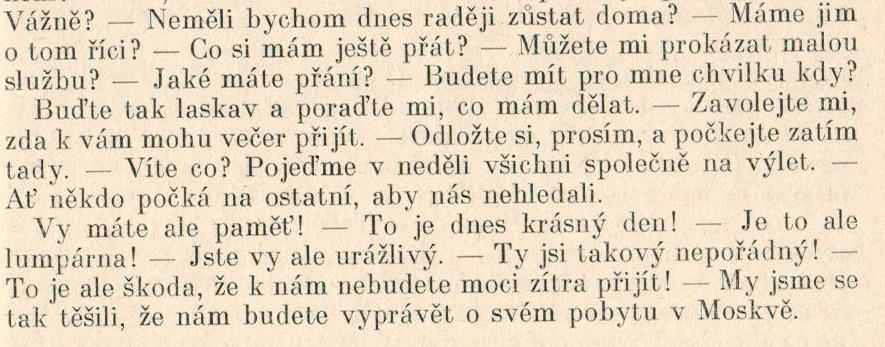 Vážně? — Neměli bychom dnes raději zůstat doma? — Máme jim
o tom říci? — Co si mám ještě přát? — Můžete mi prokázat malou
službu? — Jaké máte přání? — Budete mít pro mne chvilku kdy?
Buďte tak laskav a poraďte mi, co mám dělat. — Zavolejte mi,
zda k vám mohu večer přijít. — Odložte si, prosím, a počkejte zatím
tady. — Víte co? Pojeďme v neděli všichni společně na výlet. —
Ať někdo počká na ostatní, aby nás nehledali.
Vy máte ale paměť! — To je dnes krásný den! — Je to ale
lumpárna! — Jste vy ale urážlivý. — Ty jsi takový nepořádný! —
To je ale škoda, že k nám nebudete moci zítra přijít! — My jsme se
tak těšili, že nám budete vyprávět o svém pobytu v Moskvě.